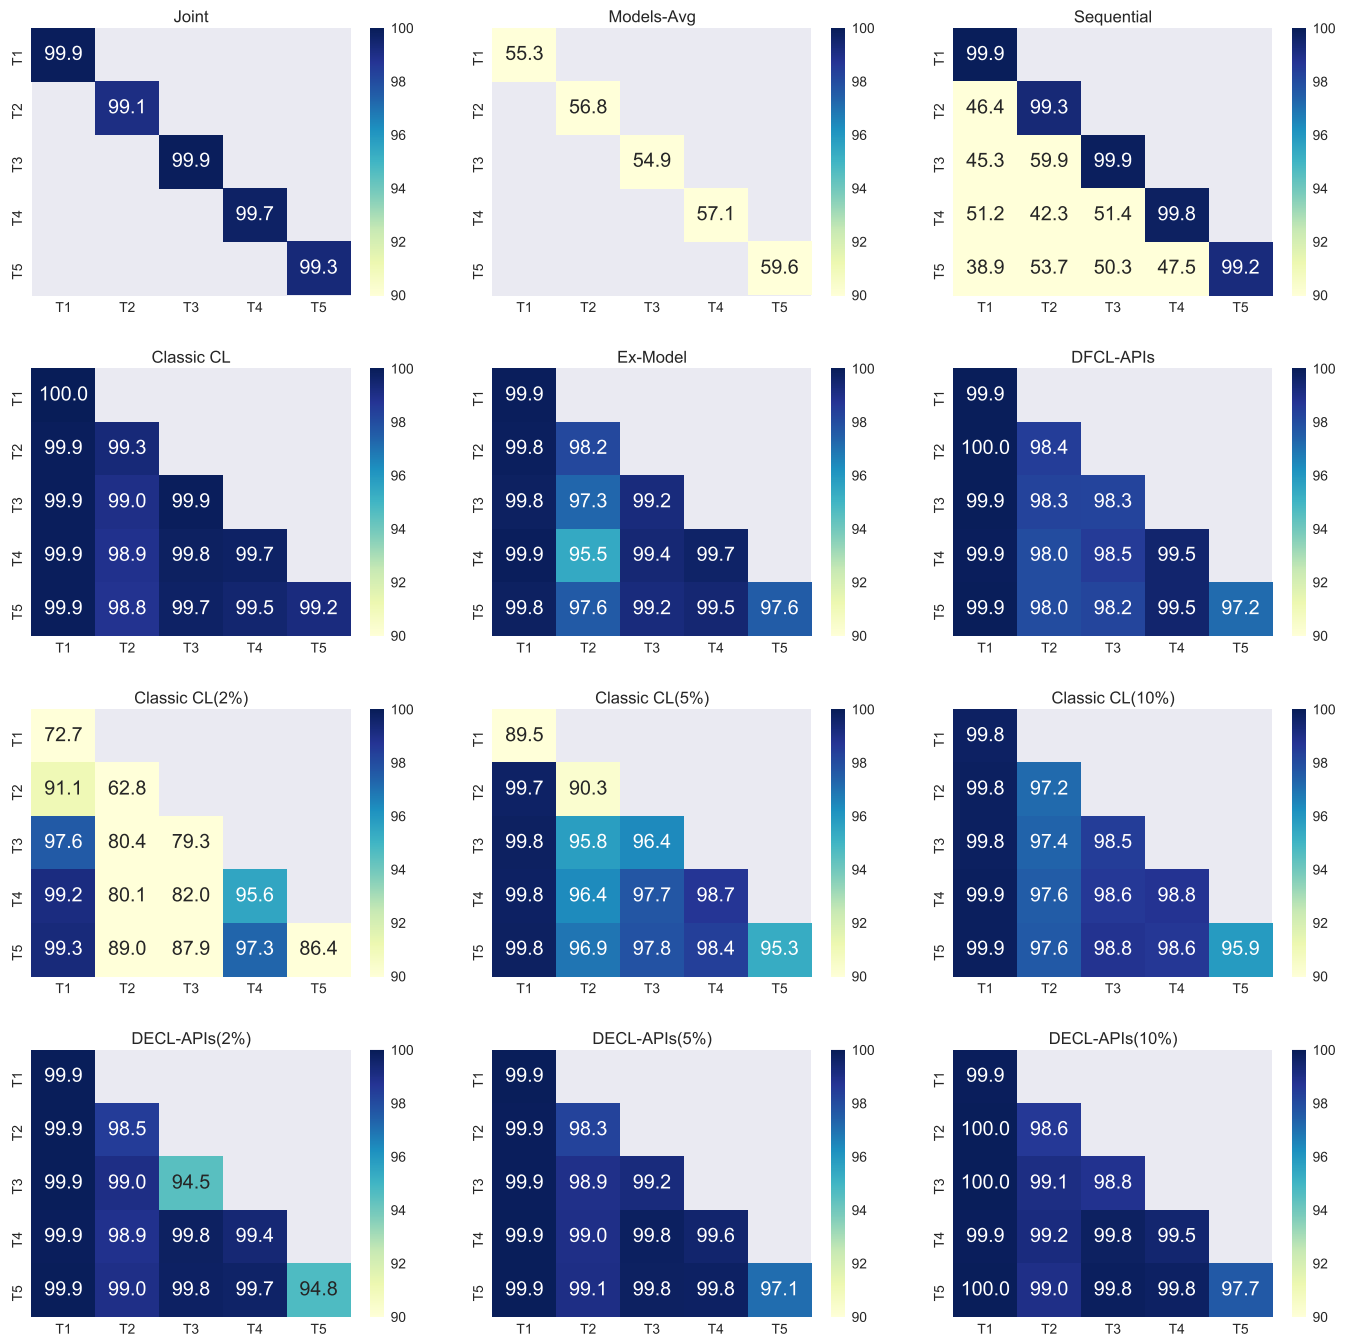 Joint
Models-Avg
Sequential
T1 99.9
T2 99.1
T3 99.9
T4 99.7
T5 99.3
T1 T2 T3 T4 T5
100 98 96 94 92 90
T1 55.3
T2 56.8
T3 54.9
T4 57.1
T5 59.6
T1 T2 T3 T4 T5
100 98 96 94 92 90
T1 99.9
T2 46.4 99.3
T3 45.3 59.9 99.9
T4 51.2 42.3 51.4 99.8
T5 38.9 53.7 50.3 47.5 99.2
T1 T2 T3 T4 T5
100 98 96 94 92 90
Classic CL
Ex-Model
DFCL-APIs
T1 100.0
T2 99.9 99.3
T3 99.9 99.0 99.9
T4 99.9 98.9 99.8 99.7
T5 99.9 98.8 99.7 99.5 99.2
T1 T2 T3 T4 T5
100 98 96 94 92 90
T1 99.9
T2 99.8 98.2
T3 99.8 97.3 99.2
T4 99.9 95.5 99.4 99.7
T5 99.8 97.6 99.2 99.5 97.6
T1 T2 T3 T4 T5
100 98 96 94 92 90
T1 99.9
T2 100.0 98.4
T3 99.9 98.3 98.3
T4 99.9 98.0 98.5 99.5
T5 99.9 98.0 98.2 99.5 97.2
T1 T2 T3 T4 T5
100 98 96 94 92 90
Classic CL(2%)
Classic CL(5%)
Classic CL(10%)
T1 72.7
T2 91.1 62.8
T3 97.6 80.4 79.3
T4 99.2 80.1 82.0 95.6
T5 99.3 89.0 87.9 97.3 86.4
T1 T2 T3 T4 T5
100 98 96 94 92 90
T1 89.5
T2 99.7 90.3
T3 99.8 95.8 96.4
T4 99.8 96.4 97.7 98.7
T5 99.8 96.9 97.8 98.4 95.3
T1 T2 T3 T4 T5
100 98 96 94 92 90
T1 99.8
T2 99.8 97.2
T3 99.8 97.4 98.5
T4 99.9 97.6 98.6 98.8
T5 99.9 97.6 98.8 98.6 95.9
T1 T2 T3 T4 T5
100 98 96 94 92 90
DECL-APIs(2%)
DECL-APIs(5%)
DECL-APIs(10%)
T1 99.9
T2 99.9 98.5
T3 99.9 99.0 94.5
T4 99.9 98.9 99.8 99.4
T5 99.9 99.0 99.8 99.7 94.8
T1 T2 T3 T4 T5
100 98 96 94 92 90
T1 99.9
T2 99.9 98.3
T3 99.9 98.9 99.2
T4 99.9 99.0 99.8 99.6
T5 99.9 99.1 99.8 99.8 97.1
T1 T2 T3 T4 T5
100 98 96 94 92 90
T1 99.9
T2 100.0 98.6
T3 100.0 99.1 98.8
T4 99.9 99.2 99.8 99.5
T5 100.0 99.0 99.8 99.8 97.7
T1 T2 T3 T4 T5
100 98 96 94 92 90